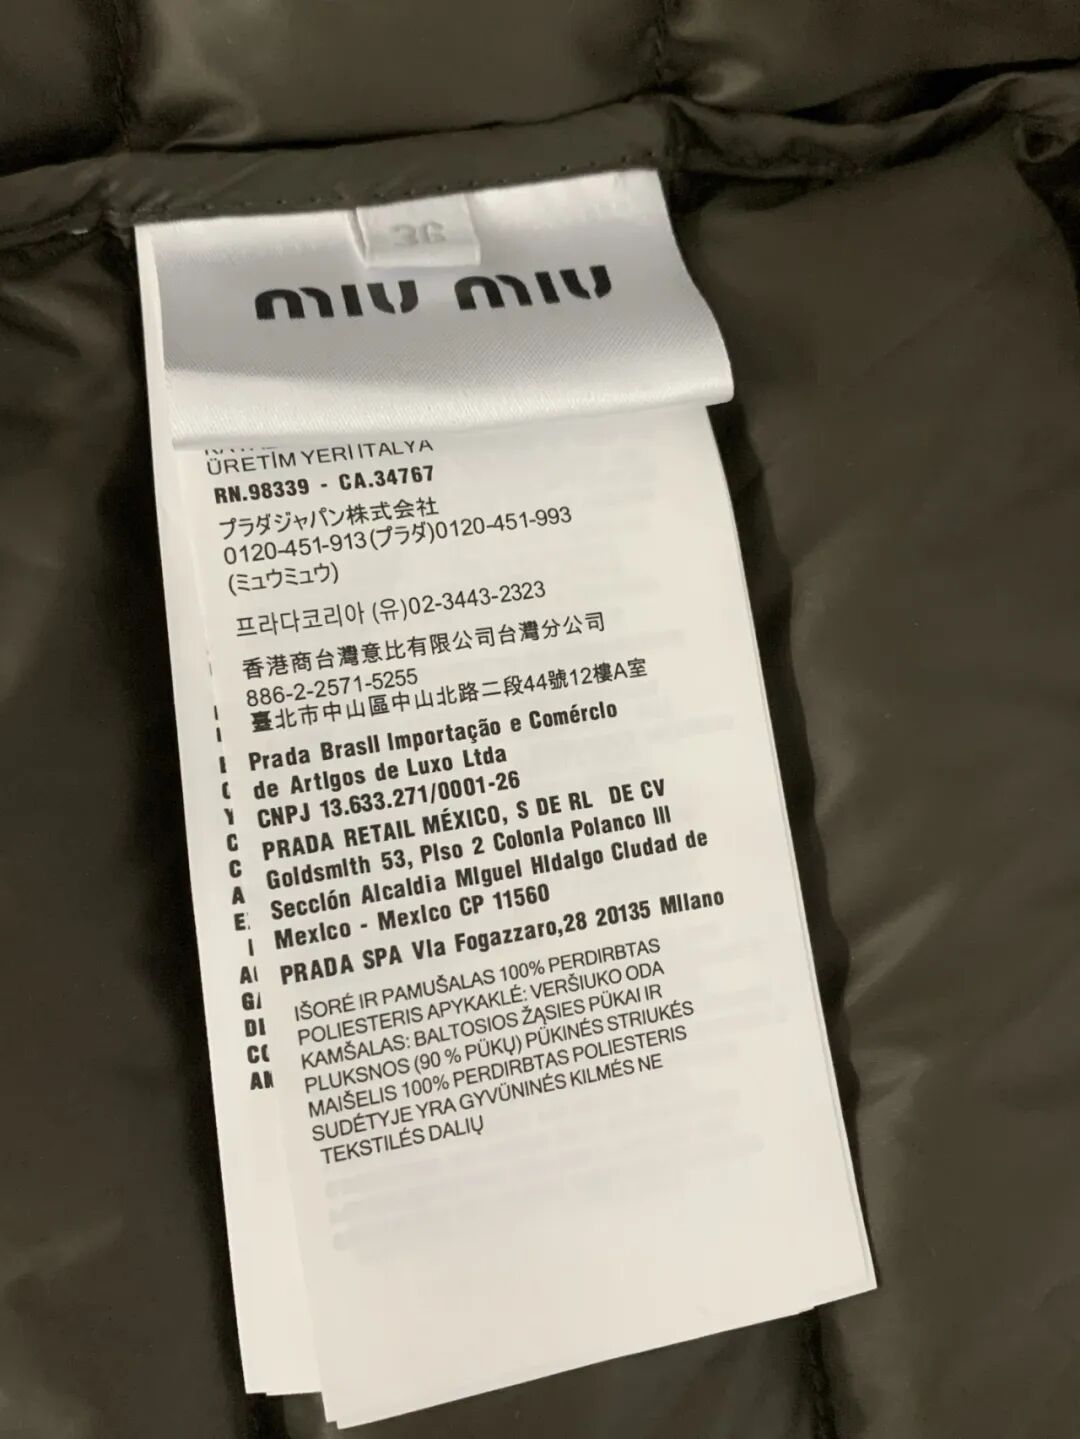 36
miu miu
ÜRETİM YERİ İTALYA
RN.98339 - CA.34767
プラダジャパン株式会社
0120-451-913(プラダ)0120-451-993
(ミュウミュウ)
프라다코리아 (유)02-3443-2323
香港商台灣意比有限公司台灣分公司
886-2-2571-5255
臺北市中山區中山北路二段44號12樓A室
Prada Brasil Importação e Comércio
de Artigos de Luxo Ltda
CNPJ 13.633.271/0001-26
PRADA RETAIL MÉXICO, S DE RL DE CV
Goldsmith 53, Piso 2 Colonia Polanco III
Sección Alcaldia Miguel Hidalgo Ciudad de
Mexico - Mexico CP 11560
PRADA SPA Via Fogazzaro,28 20135 Milano
IŠORÉ IR PAMUŠALAS 100% PERDIRBTAS
POLIESTERIS APYKAKLÉ: VERŠIUKO ODA
KAMŠALAS: BALTOSIOS ŽĄSIES PŪKAI IR
PLUKSNOS (90 % PŪKŲ) PŪKINÉS STRIUKÉS
MAIŠELIS 100% PERDIRBTAS POLIESTERIS
SUDÉTYJE YRA GYVŪNINÉS KILMÉS NE
TEKSTILÉS DALIŲ